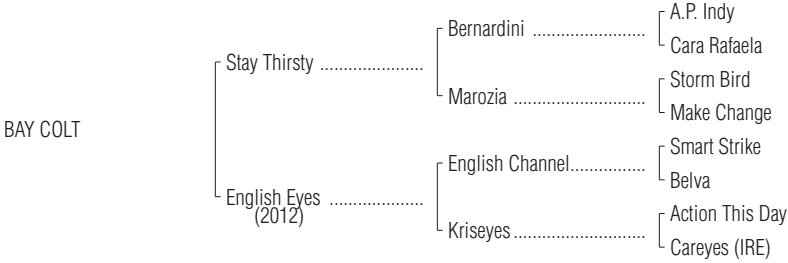 A.P. Indy
Bernardini ........................
Cara Rafaela
Stay Thirsty ......................
Storm Bird
Marozia ............................
Make Change
BAY COLT
Smart Strike
English Channel................
Belva
English Eyes ....................
(2012)
Action This Day
Kriseyes............................
Careyes (IRE)